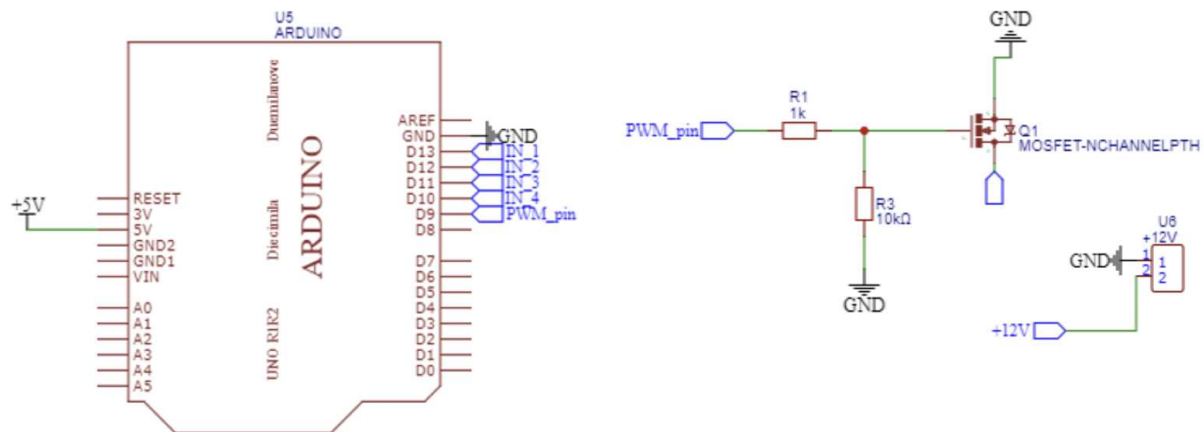 U5
ARDUINO
Duemilanove
Diecimila
UNO R1R2
ARDUINO
+5V
RESET
3V
5V
GND2
GND1
VIN
A0
A1
A2
A3
A4
A5
AREF
GND
D13
D12
D11
D10
D9
D8
D7
D6
D5
D4
D3
D2
D1
D0
GND
IN_1
IN_2
IN_3
IN_4
PWM_pin
PWM_pin
R1
1k
R3
10kΩ
GND
GND
Q1
MOSFET-NCHANNELPTH
U6
+12V
GND
1
2
1
2
+12V